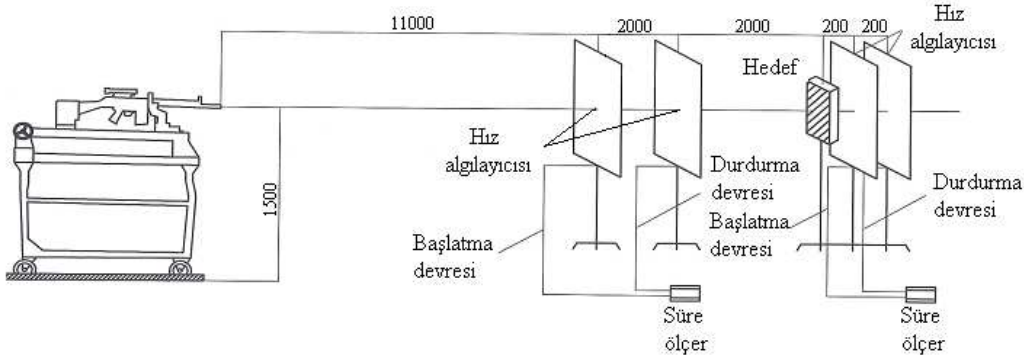 11000
2000
2000
200
200
Hız
algılayıcısı
Hedef
Hız
algılayıcısı
1500
Durdurma
devresi
Durdurma
devresi
Başlatma
devresi
Başlatma
devresi
Süre
ölçer
Süre
ölçer